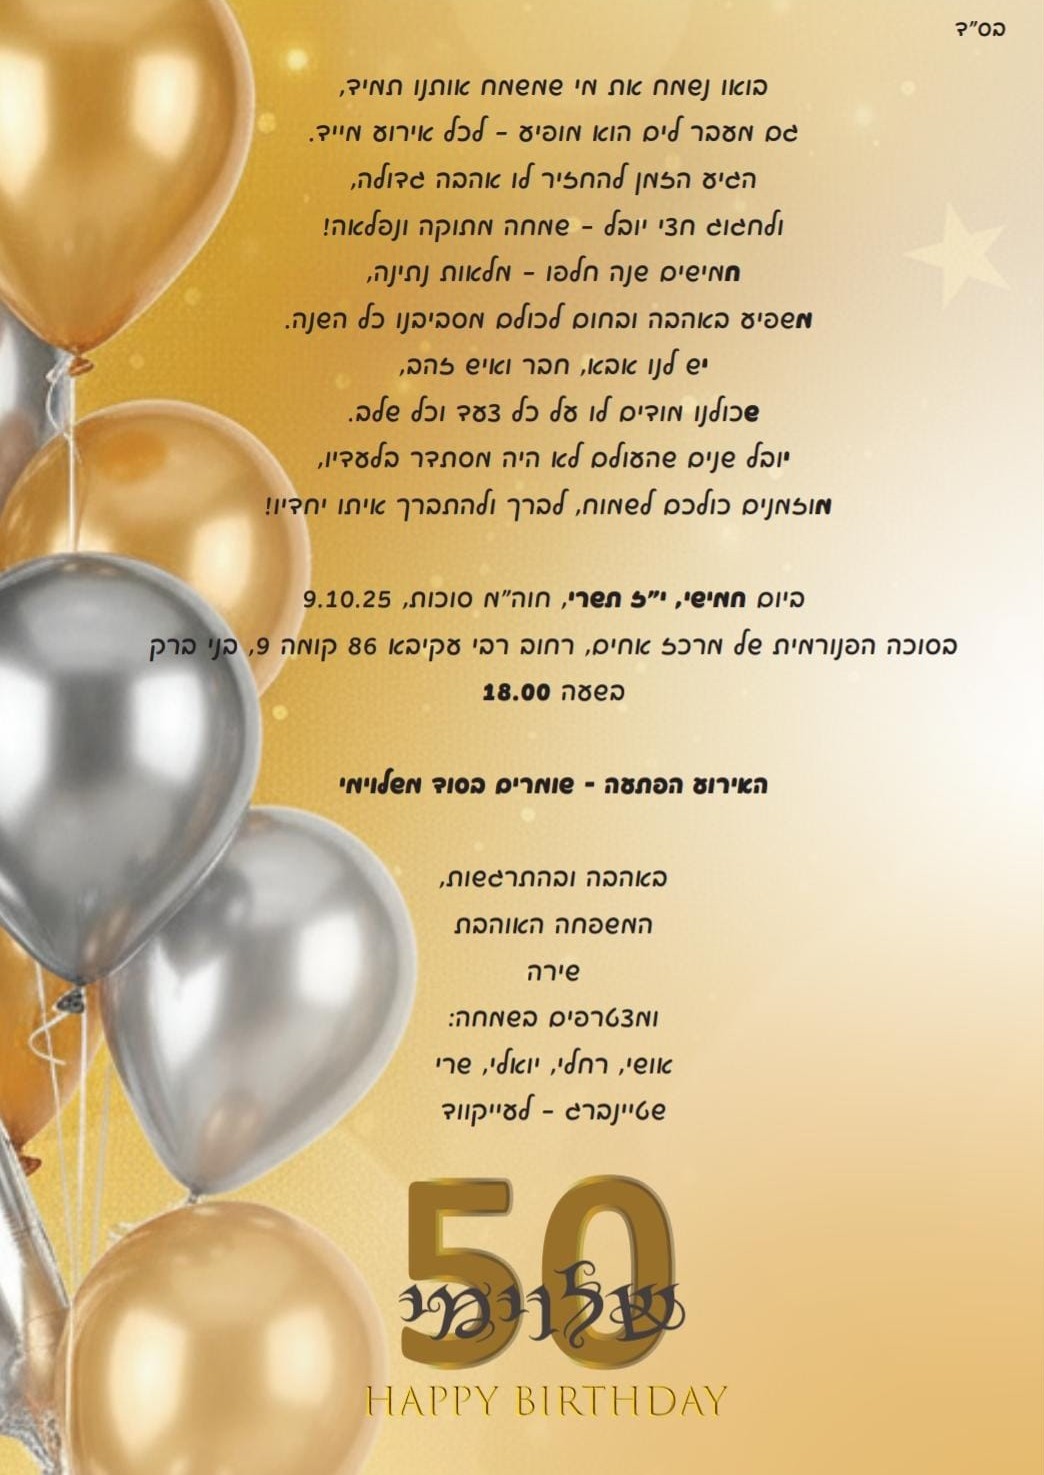 בס"ד
בואו נשמח את מי שמשמח אותנו תמיד,
גם מעבר לים הוא מופיע - לכל אירוע מייד.
הגיע הזמן להחזיר לו אהבה גדולה,
ולחגוג חצי יובל - שמחה מתוקה ונפלאה!
חמישים שנה חלפו - מלאות נתינה,
משפיע באהבה ובחום לכולם מסביבנו כל השנה.
יש לנו אבא, חבר ואיש זהב,
שכולנו מודים לו על כל צעד וכל שלב.
יובל שנים שהעולם לא היה מסתדר בלעדיו,
מוזמנים כולכם לשמוח, לברך ולהתברך איתו יחדיו!
ביום חמישי, י"ז תשרי, חוה"מ סוכות, 9.10.25
בסוכה הפנורמית של מרכז אחים, רחוב רבי עקיבא 86 קומה 9, בני ברק
בשעה 18.00
האירוע הפתעה - שומרים בסוד משלוימי
באהבה ובהתרגשות,
המשפחה האוהבת
שירה
ומצטרפים בשמחה:
אושי, רחלי, יואלי, שרי
שטיינברג - לעייקווד
50
שלוימי
HAPPY BIRTHDAY